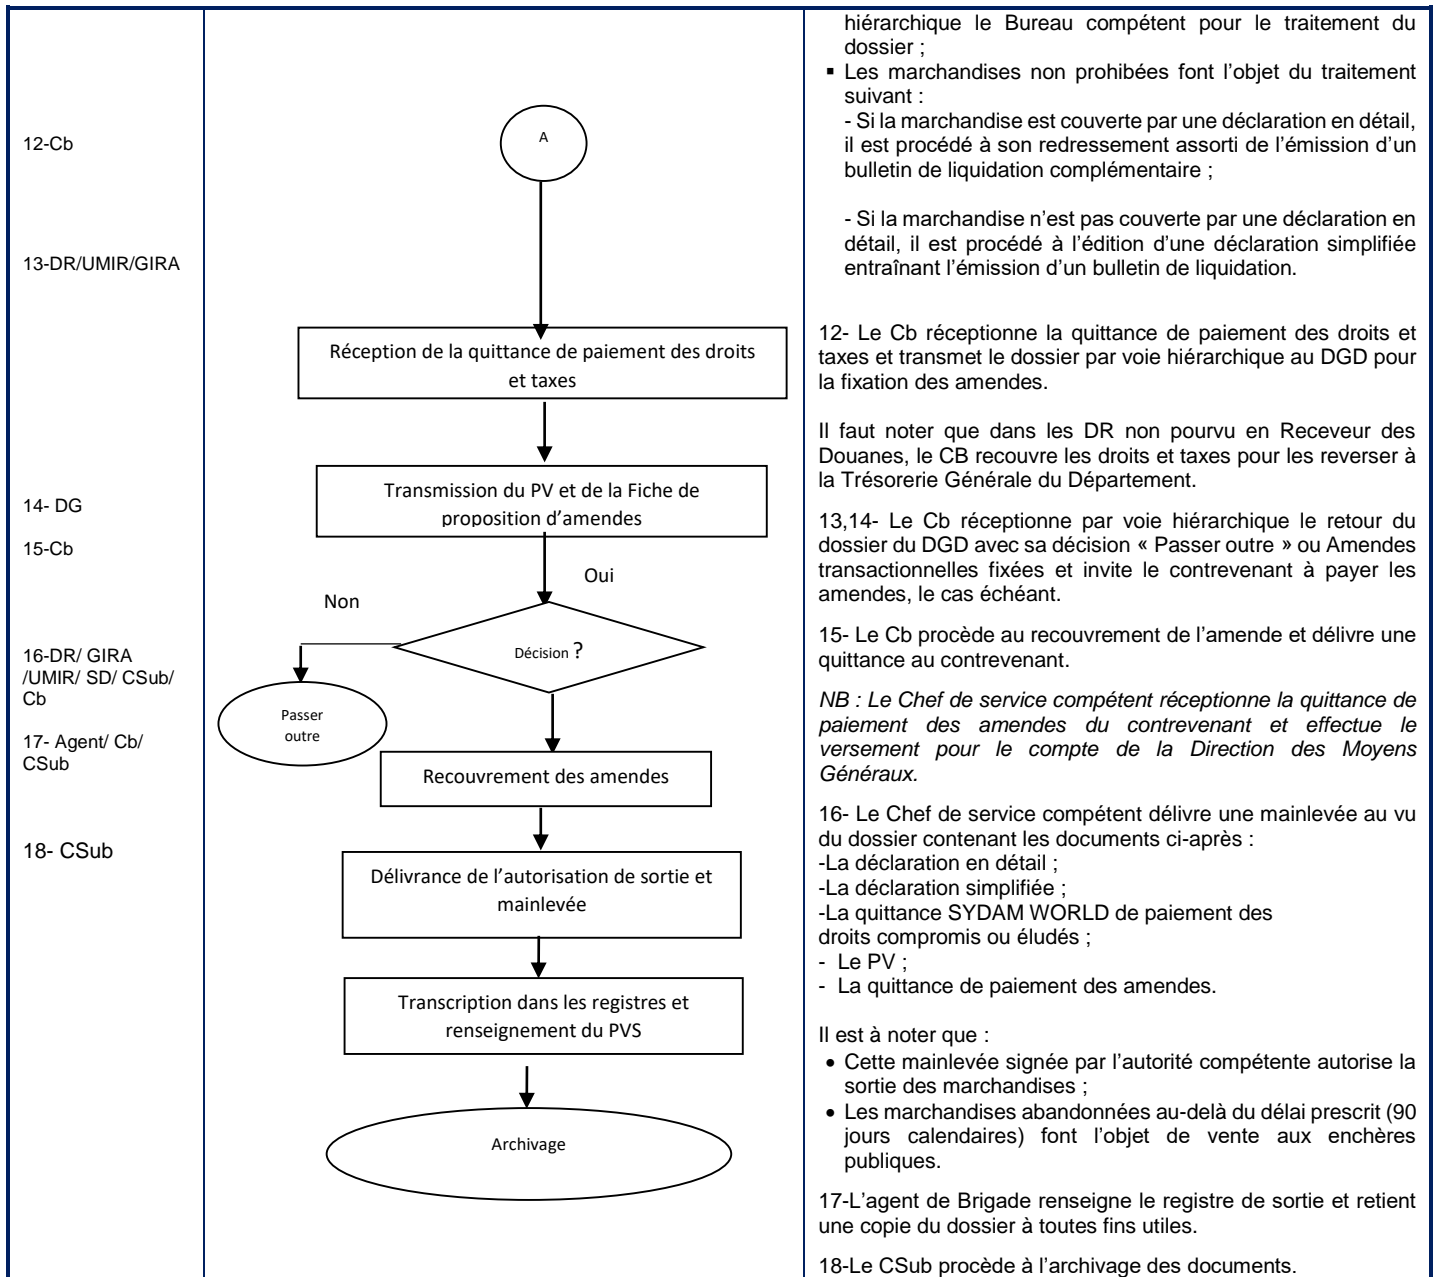 12-Cb
13-DR/UMIR/GIRA
14- DG
15-Cb
16-DR/ GIRA
/UMIR/ SD/ CSub/
Cb
17- Agent/ Cb/
CSub
18- CSub
A
Réception de la quittance de paiement des droits
et taxes
Transmission du PV et de la Fiche de
proposition d’amendes
Oui
Non
Décision ?
Passer
outre
Recouvrement des amendes
Délivrance de l’autorisation de sortie et
mainlevée
Transcription dans les registres et
renseignement du PVS
Archivage
hiérarchique le Bureau compétent pour le traitement du
dossier ;
▪ Les marchandises non prohibées font l’objet du traitement
suivant :
- Si la marchandise est couverte par une déclaration en détail,
il est procédé à son redressement assorti de l’émission d’un
bulletin de liquidation complémentaire ;
- Si la marchandise n’est pas couverte par une déclaration en
détail, il est procédé à l’édition d’une déclaration simplifiée
entraînant l’émission d’un bulletin de liquidation.
12- Le Cb réceptionne la quittance de paiement des droits et
taxes et transmet le dossier par voie hiérarchique au DGD pour
la fixation des amendes.
Il faut noter que dans les DR non pourvu en Receveur des
Douanes, le CB recouvre les droits et taxes pour les reverser à
la Trésorerie Générale du Département.
13,14- Le Cb réceptionne par voie hiérarchique le retour du
dossier du DGD avec sa décision « Passer outre » ou Amendes
transactionnelles fixées et invite le contrevenant à payer les
amendes, le cas échéant.
15- Le Cb procède au recouvrement de l’amende et délivre une
quittance au contrevenant.
NB : Le Chef de service compétent réceptionne la quittance de
paiement des amendes du contrevenant et effectue le
versement pour le compte de la Direction des Moyens
Généraux.
16- Le Chef de service compétent délivre une mainlevée au vu
du dossier contenant les documents ci-après :
-La déclaration en détail ;
-La déclaration simplifiée ;
-La quittance SYDAM WORLD de paiement des
droits compromis ou éludés ;
- Le PV ;
- La quittance de paiement des amendes.
Il est à noter que :
• Cette mainlevée signée par l’autorité compétente autorise la
sortie des marchandises ;
• Les marchandises abandonnées au-delà du délai prescrit (90
jours calendaires) font l’objet de vente aux enchères
publiques.
17-L’agent de Brigade renseigne le registre de sortie et retient
une copie du dossier à toutes fins utiles.
18-Le CSub procède à l’archivage des documents.